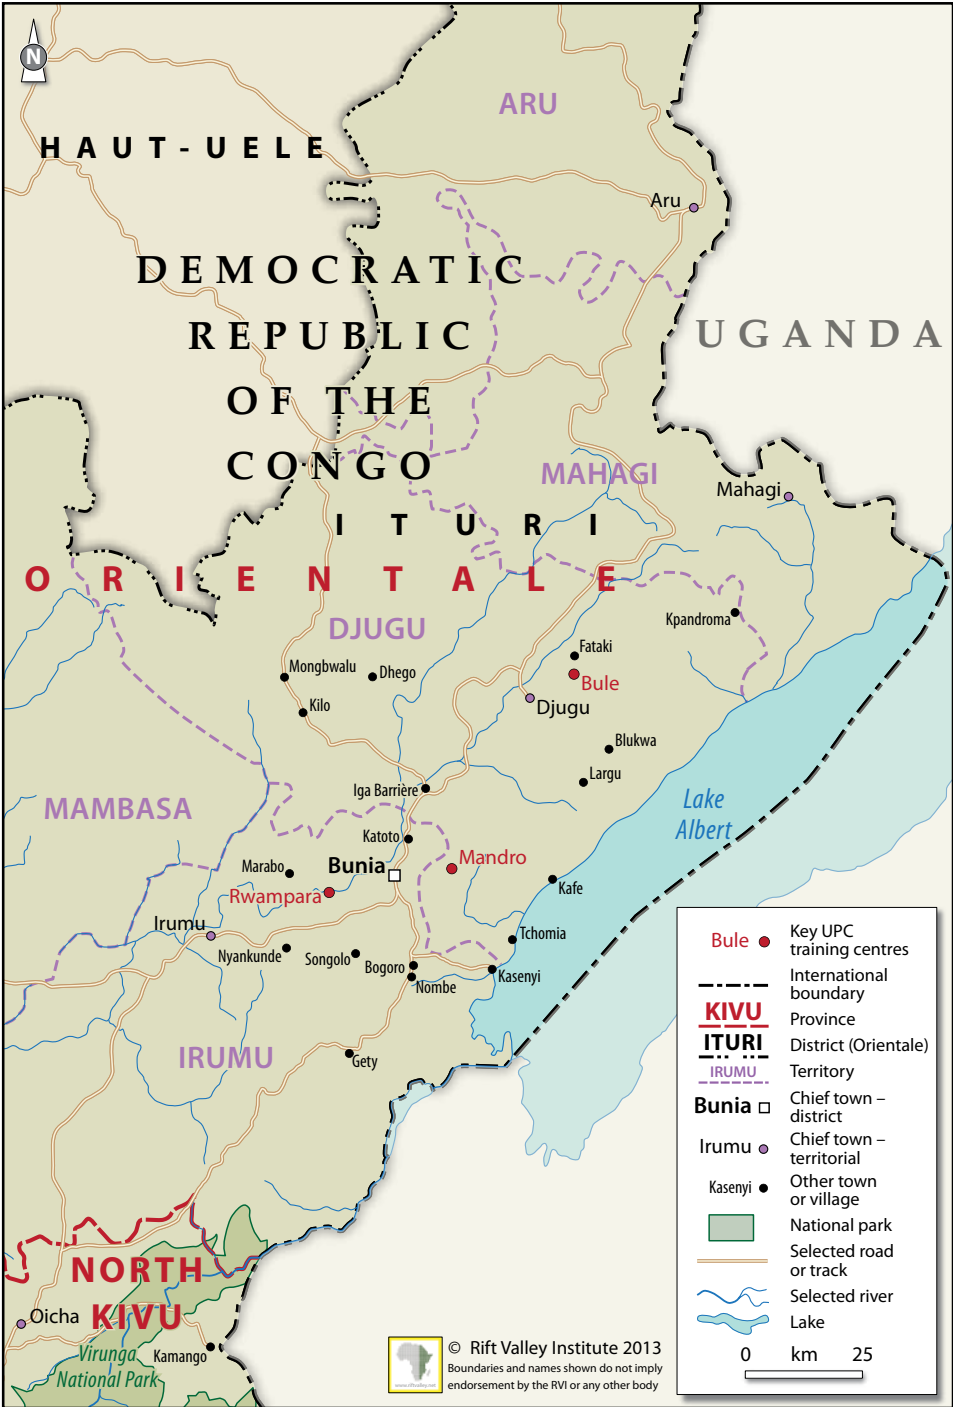 N
ARU
HAUT-UELE
Aru
DEMOCRATIC
REPUBLIC
OF THE
CONGO
UGANDA
MAHAGI
Mahagi
ITURI
ORIENTALE
Kpandroma
DJUGU
Fataki
Mongbwalu
Dhego
Bule
Kilo
Djugu
Blukwa
Largu
Iga Barrière
MAMBASA
Lake
Albert
Katoto
Bunia
Mandro
Marabo
Kafe
Rwampara
Irumu
Tchomia
Nyankunde
Songolo
Bogoro
Kasenyi
Nombe
IRUMU
Gety
NORTH
KIVU
Oicha
Virunga
National Park
Kamango
Bule
Key UPC
training centres
International
boundary
KIVU
Province
ITURI
District (Orientale)
IRUMU
Territory
Bunia
Chief town –
district
Irumu
Chief town –
territorial
Kasenyi
Other town
or village
National park
Selected road
or track
Selected river
Lake
0 km 25
www.riftvalley.net
© Rift Valley Institute 2013
Boundaries and names shown do not imply
endorsement by the RVI or any other body